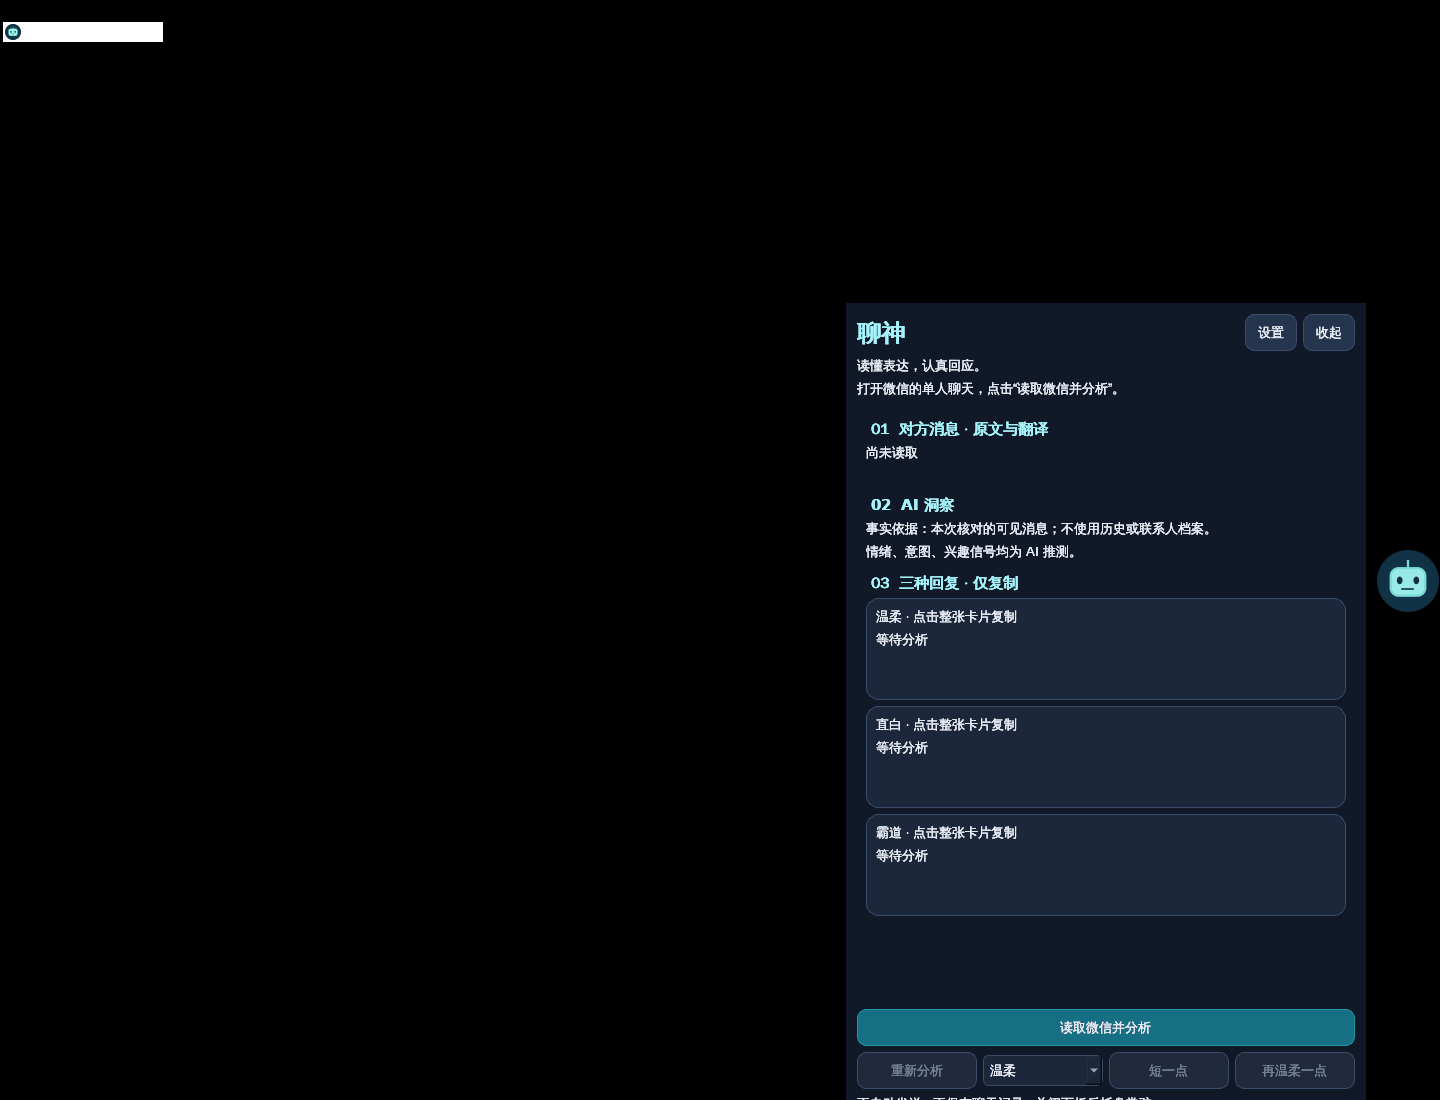 聊神
设置
收起
读懂表达，认真回应。
打开微信的单人聊天，点击“读取微信并分析”。
01 对方消息 · 原文与翻译
尚未读取
02 AI 洞察
事实依据：本次核对的可见消息；不使用历史或联系人档案。
情绪、意图、兴趣信号均为 AI 推测。
03 三种回复 · 仅复制
温柔 · 点击整张卡片复制
等待分析
直白 · 点击整张卡片复制
等待分析
霸道 · 点击整张卡片复制
等待分析
读取微信并分析
重新分析
温柔
短一点
再温柔一点